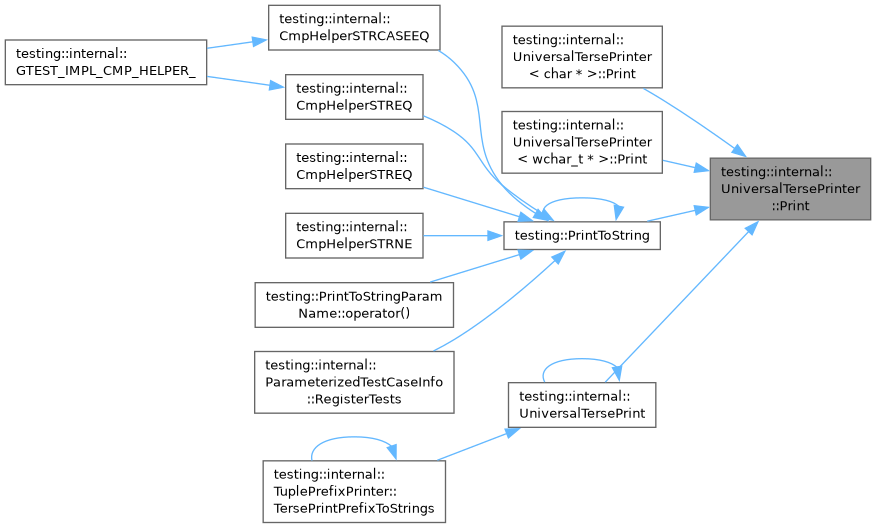 testing::internal::
CmpHelperSTRCASEEQ
testing::internal::
GTEST_IMPL_CMP_HELPER_
testing::internal::
CmpHelperSTREQ
testing::internal::
CmpHelperSTREQ
testing::internal::
CmpHelperSTRNE
testing::PrintToStringParam
Name::operator()
testing::internal::
ParameterizedTestCaseInfo
::RegisterTests
testing::internal::
TuplePrefixPrinter::
TersePrintPrefixToStrings
testing::internal::
UniversalTersePrinter
< char * >::Print
testing::internal::
UniversalTersePrinter
< wchar_t * >::Print
testing::PrintToString
testing::internal::
UniversalTersePrint
testing::internal::
UniversalTersePrinter
::Print